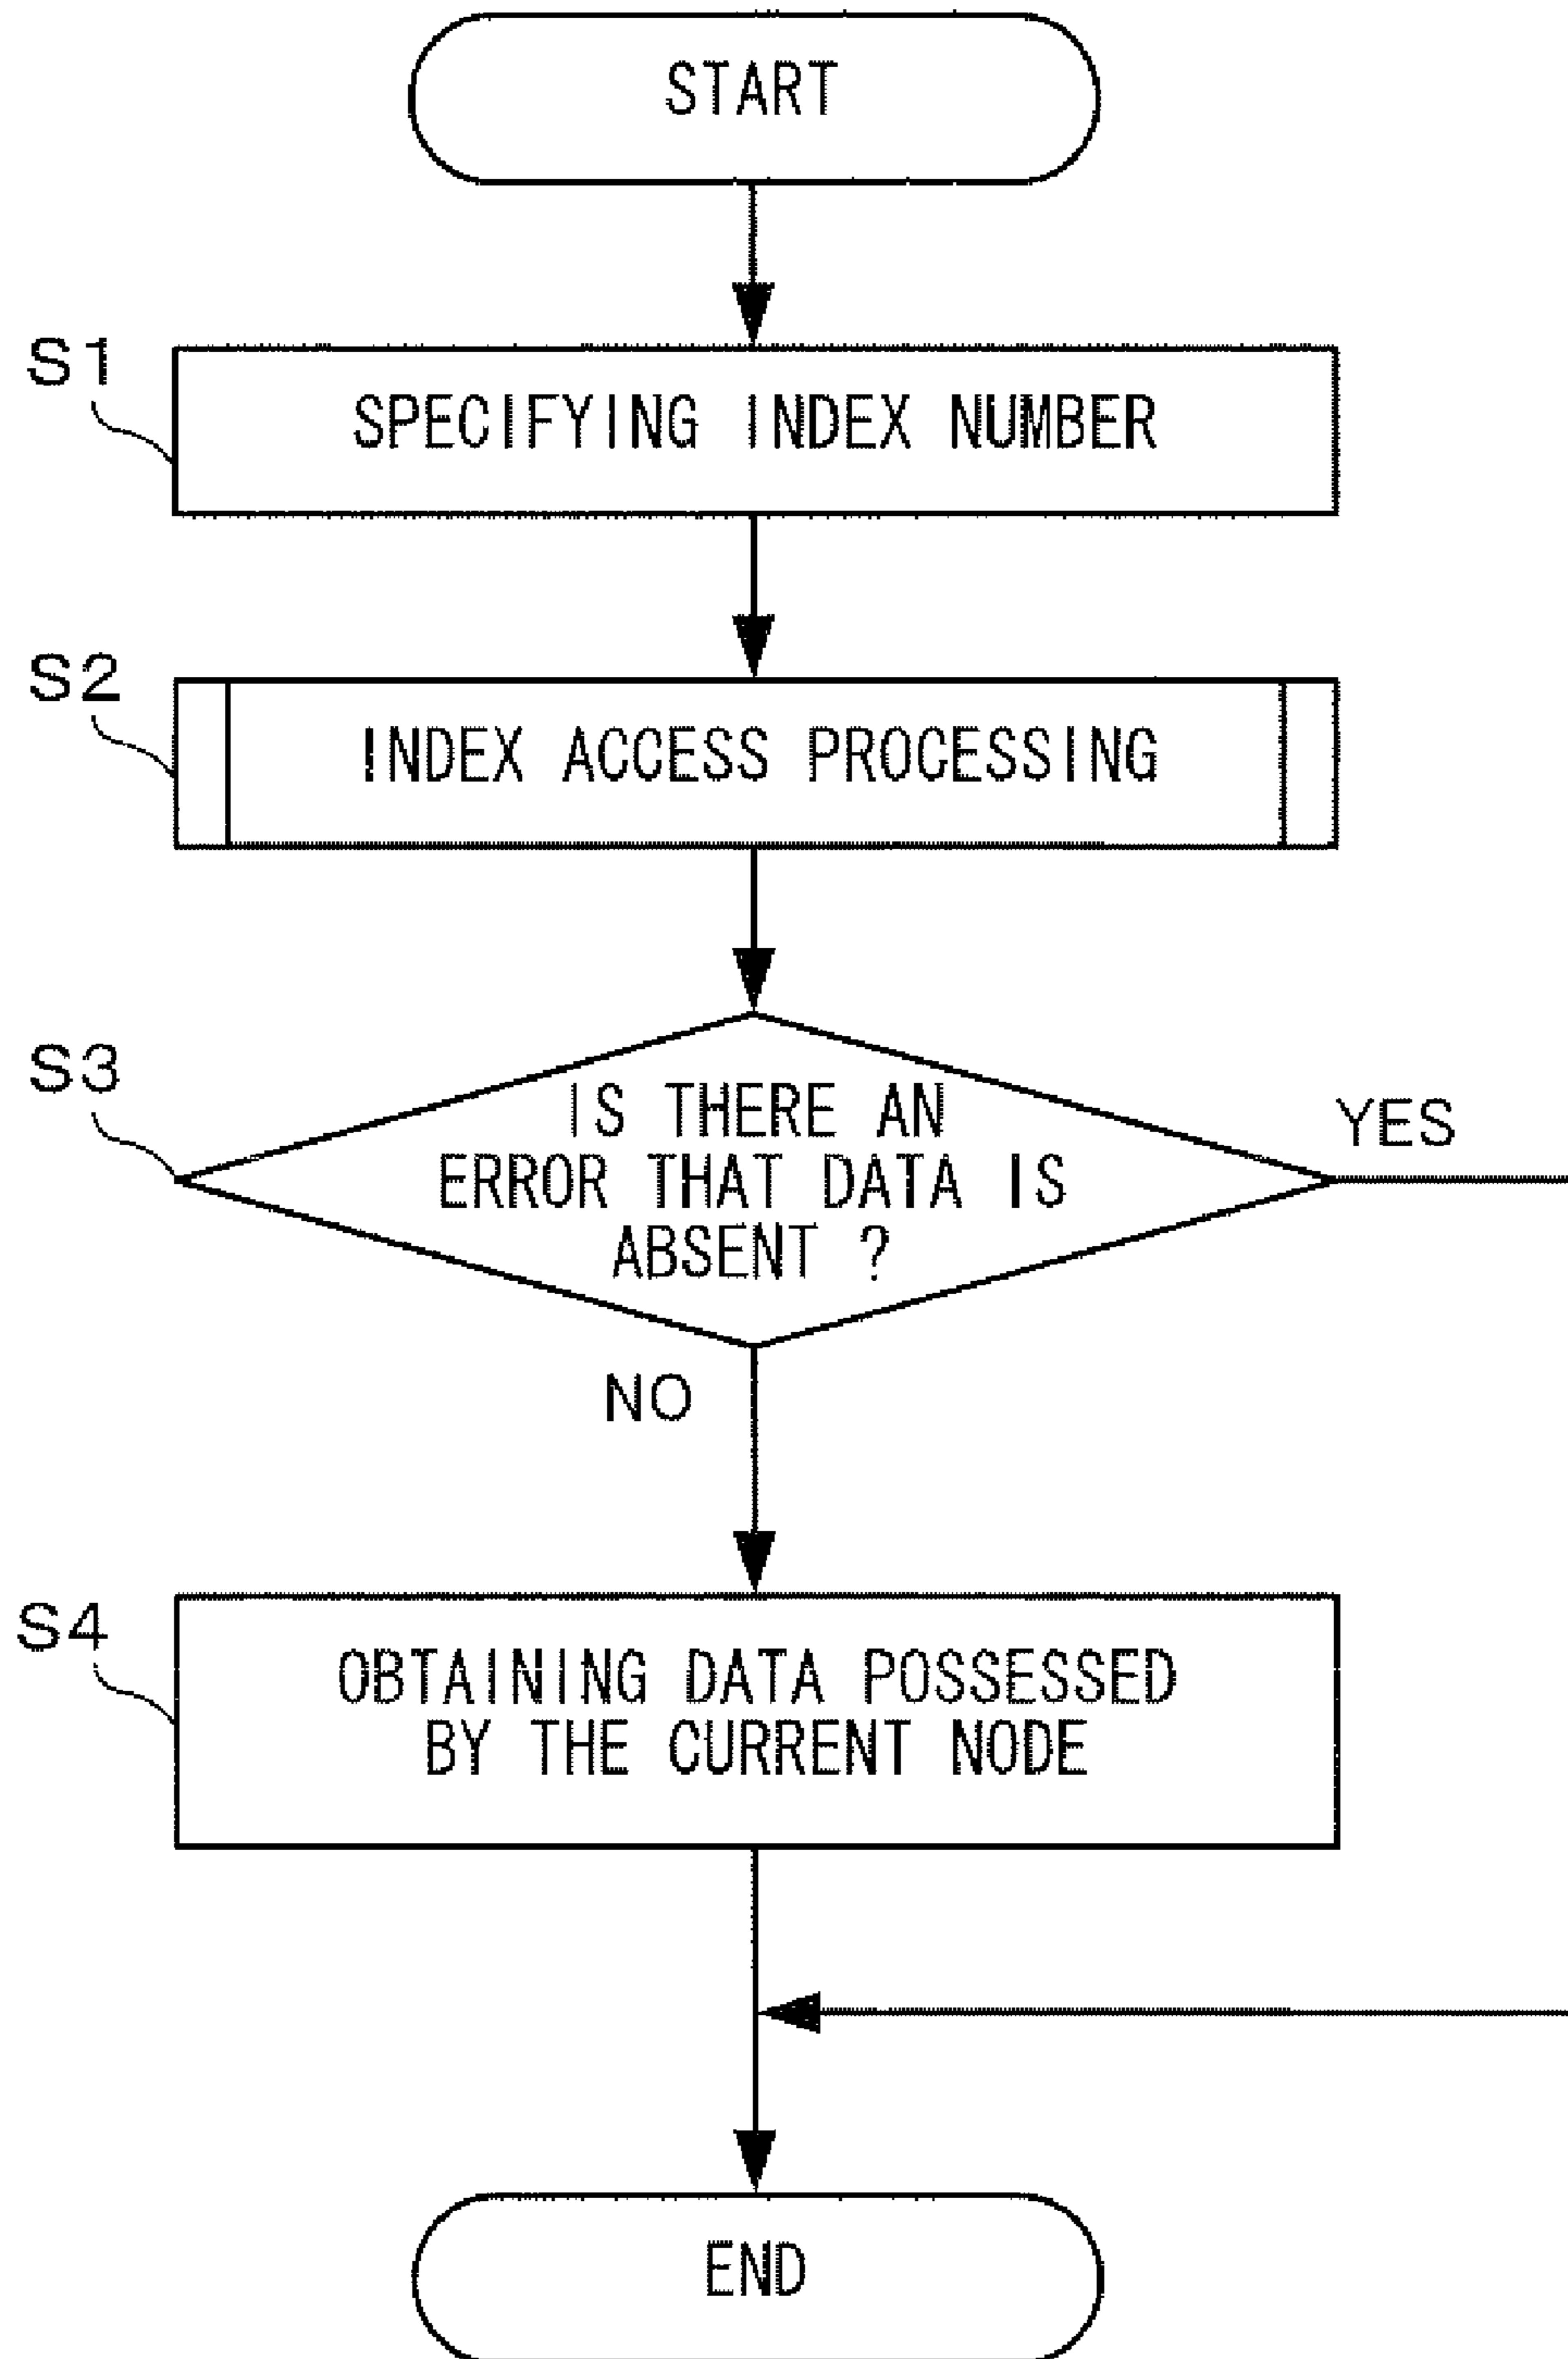 START
S1
SPECIFYING INDEX NUMBER
S2
INDEX ACCESS PROCESSING
S3
IS THERE AN
ERROR THAT DATA IS
ABSENT ?
YES
NO
S4
OBTAINING DATA POSSESSED
BY THE CURRENT NODE
END